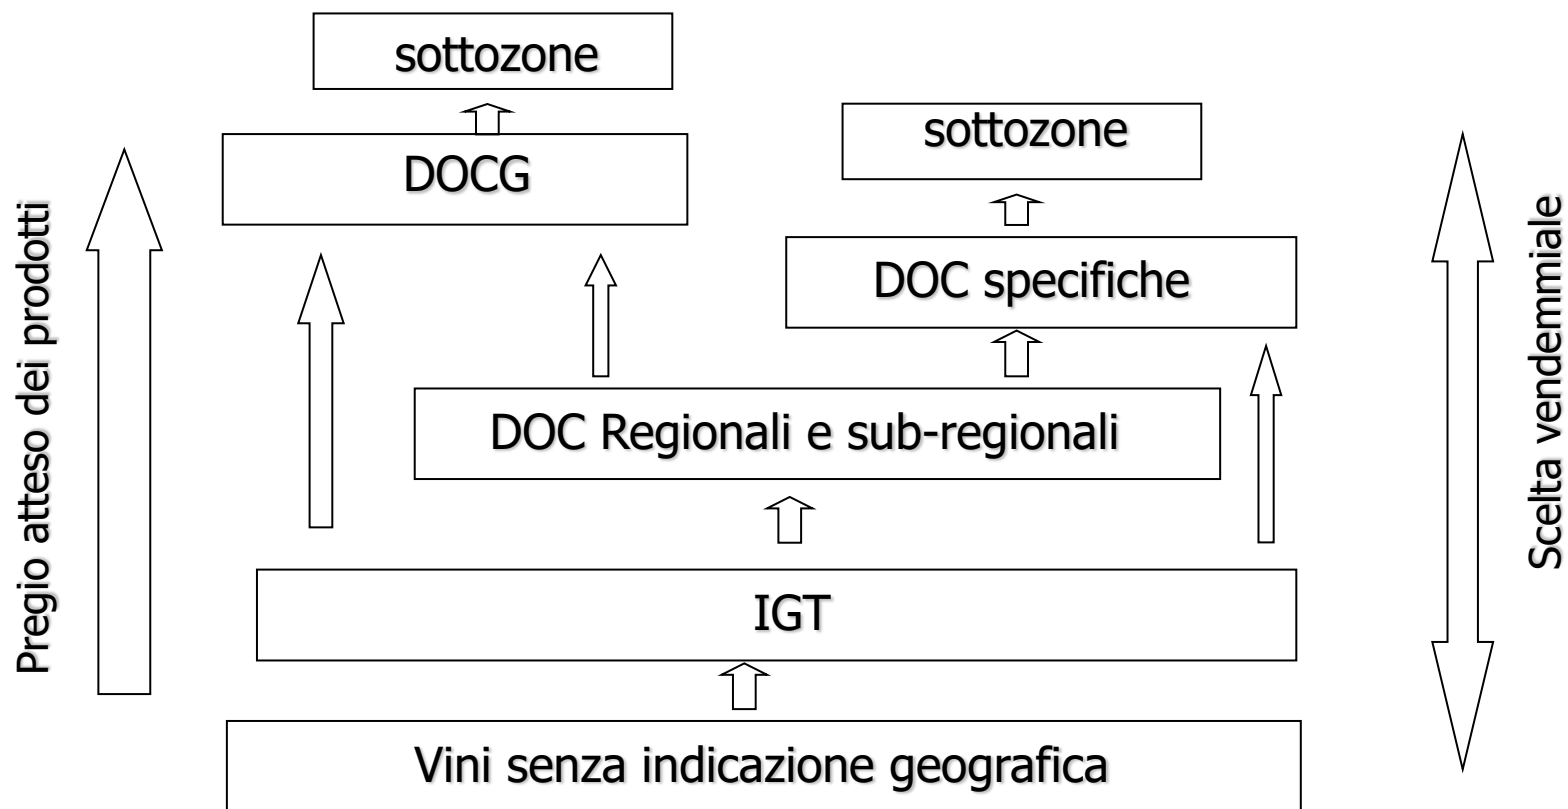 sottozone
sottozone
DOCG
DOC specifiche
DOC Regionali e sub-regionali
IGT
Vini senza indicazione geografica
Pregio atteso dei prodotti
Scelta vendemmiale